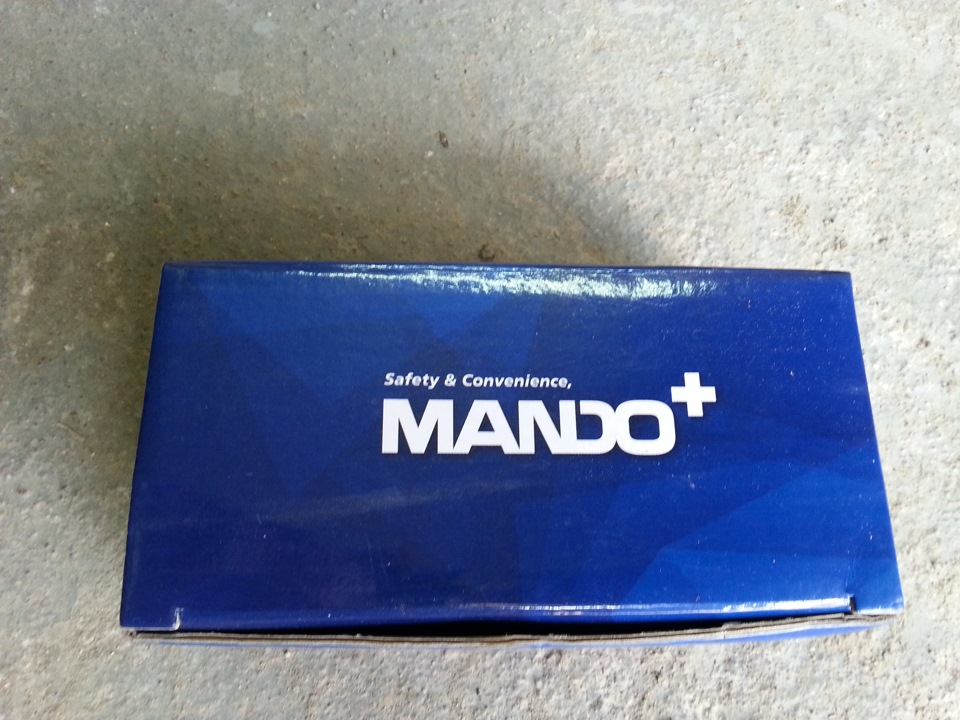 Safety & Convenience,
MANDO+